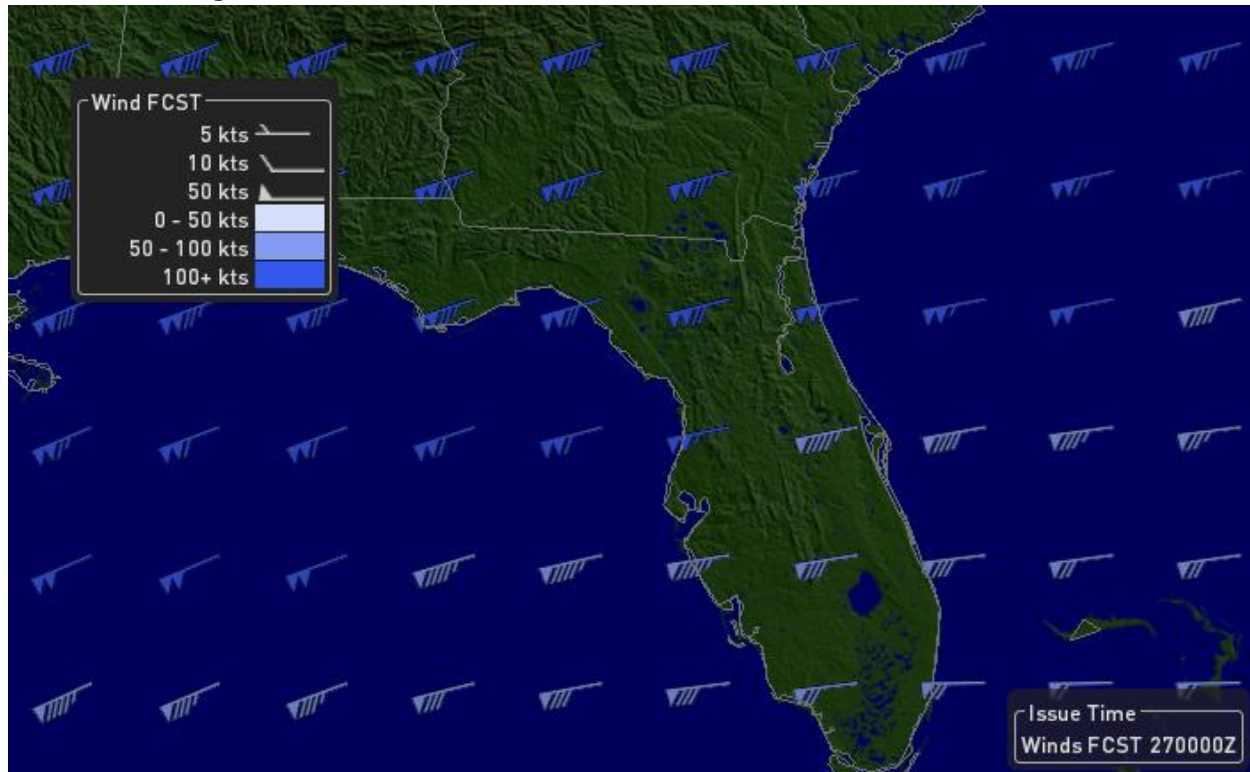 Wind FCST
5 kts
10 kts
50 kts
0 - 50 kts
50 - 100 kts
100+ kts
Issue Time
Winds FCST 270000Z